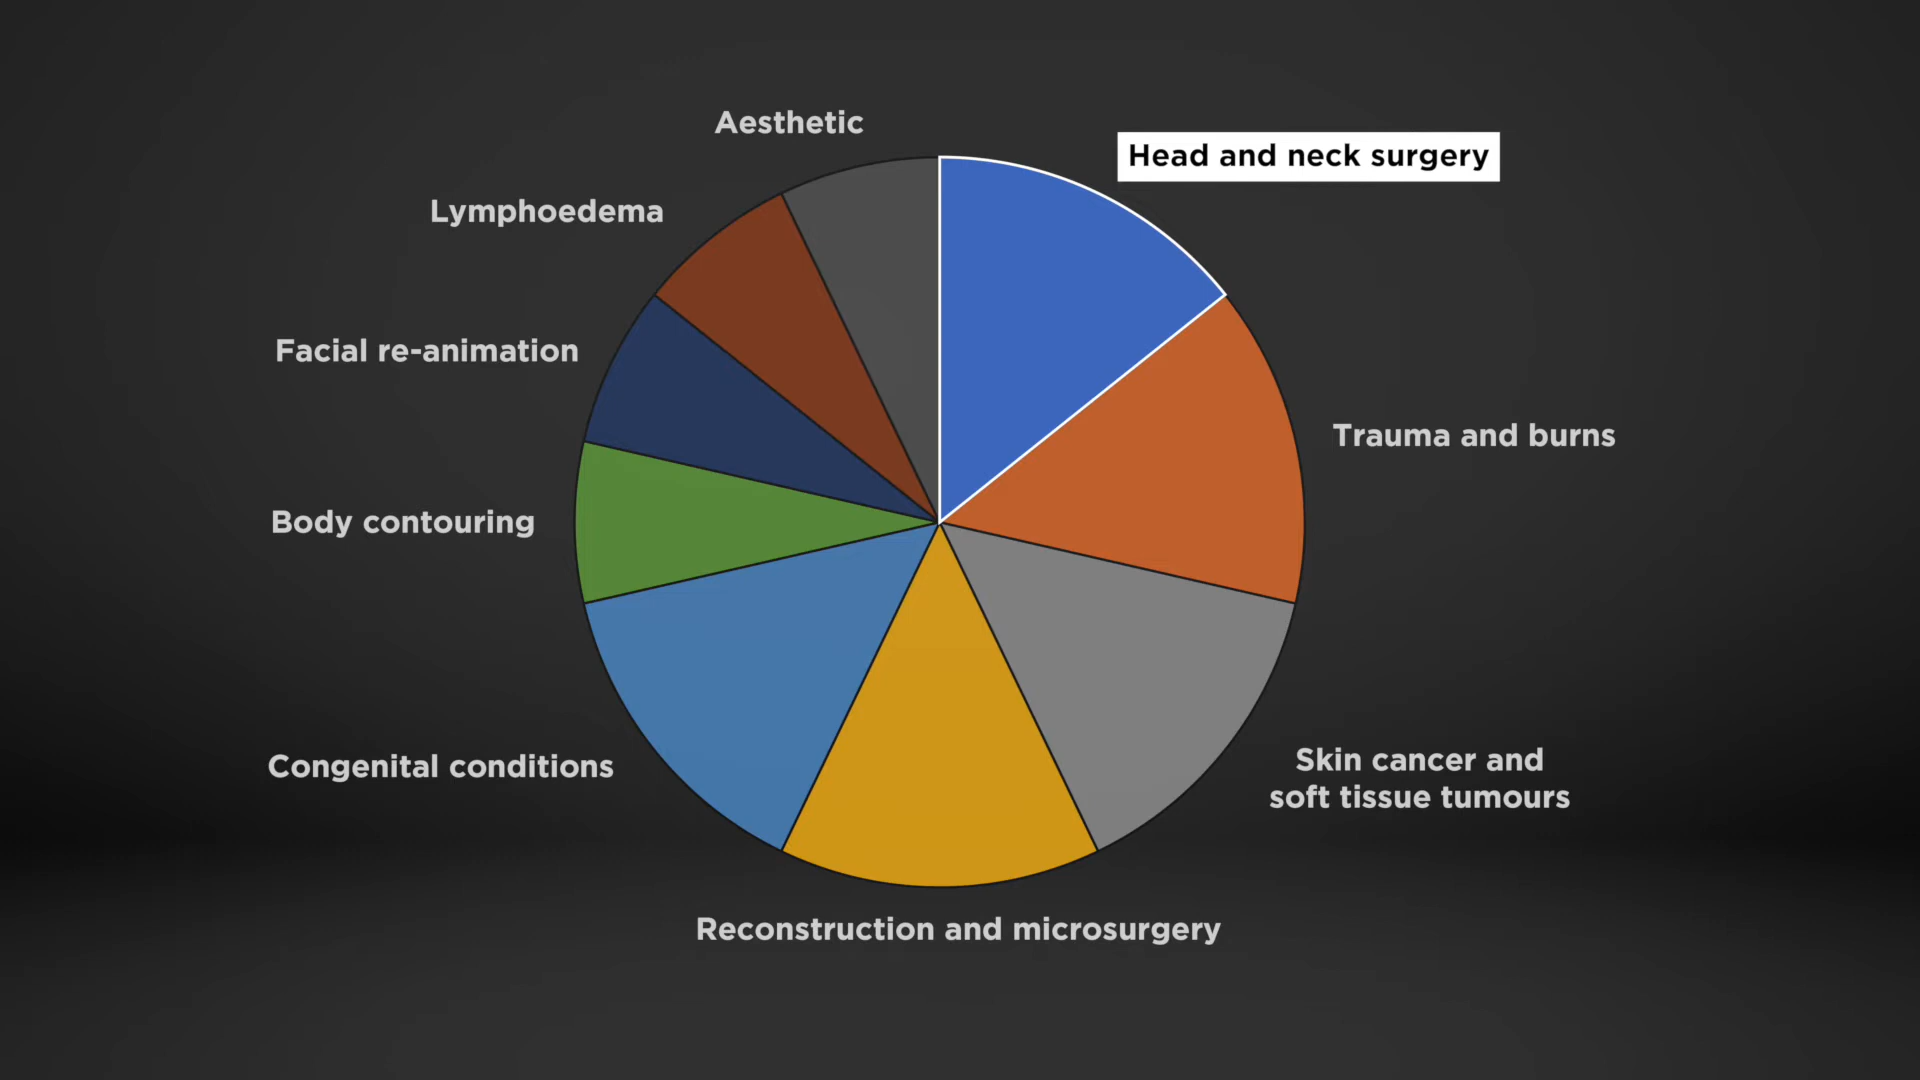 Aesthetic
Head and neck surgery
Lymphoedema
Facial re-animation
Trauma and burns
Body contouring
Congenital conditions
Skin cancer and
soft tissue tumours
Reconstruction and microsurgery